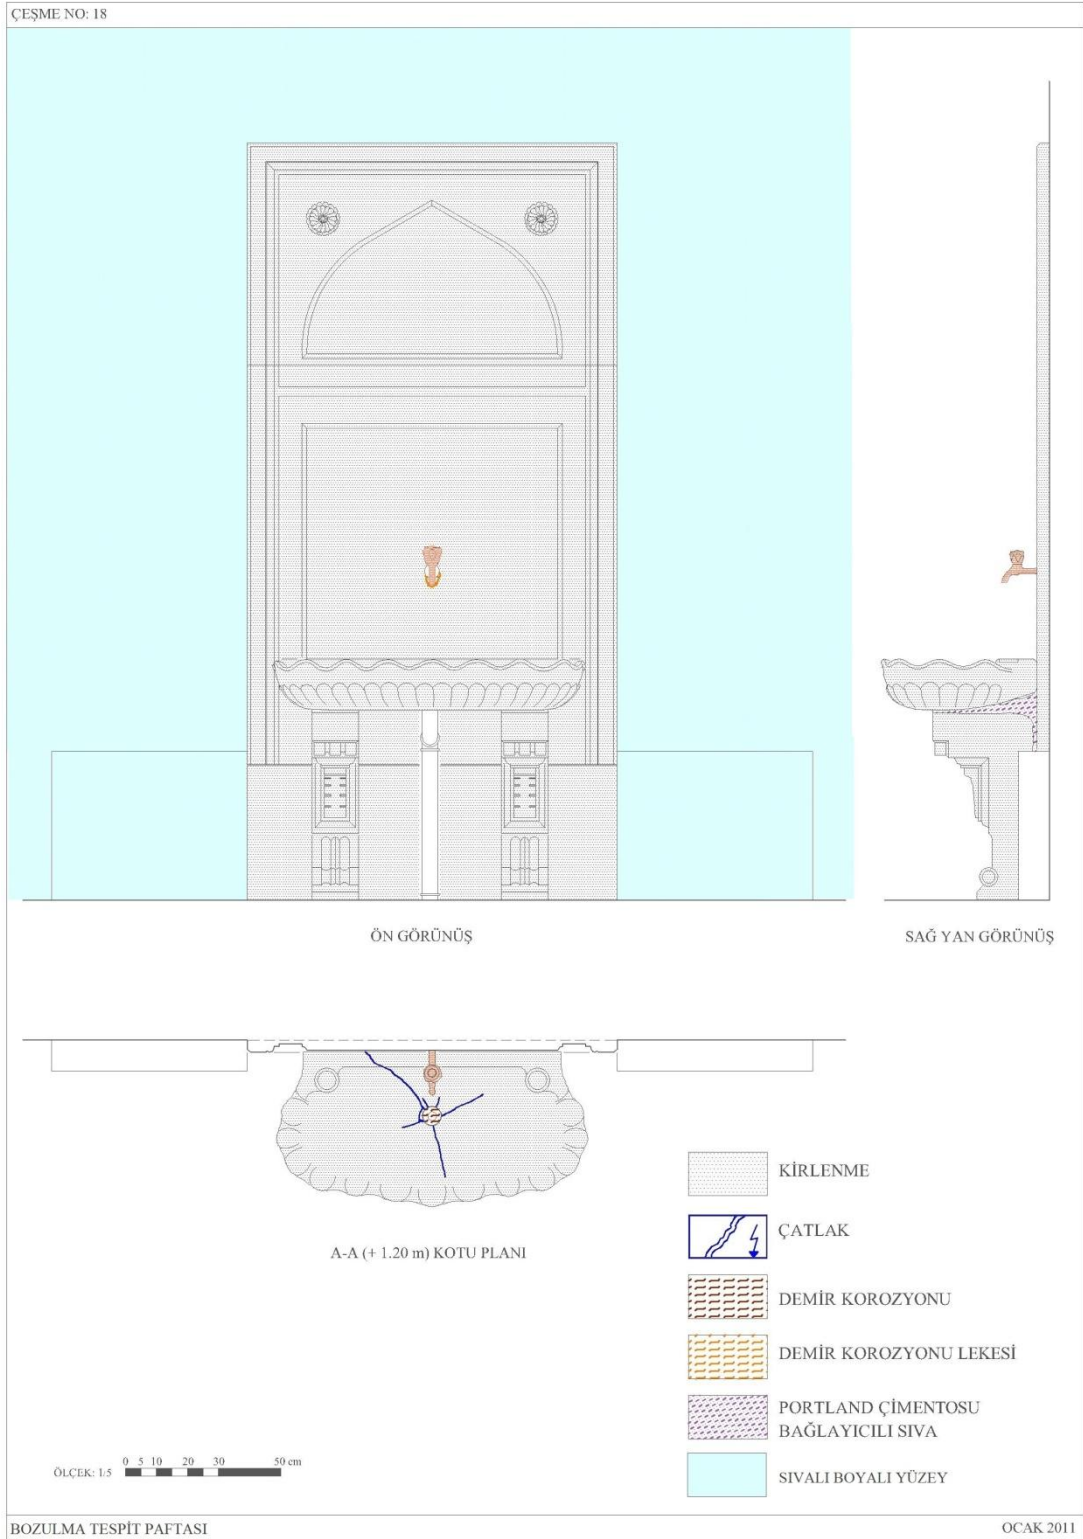 ÇEŞME NO: 18
ÖN GÖRÜNÜŞ
SAĞ YAN GÖRÜNÜŞ
A-A (+ 1.20 m) KOTU PLANI
KİRLENME
ÇATLAK
DEMİR KOROZYONU
DEMİR KOROZYONU LEKESİ
PORTLAND ÇİMENTOSU
BAĞLAYICILI SIVA
SIVALI BOYALI YÜZEY
0 5 10 20 30 50 cm
ÖLÇEK: 1/5
BOZULMA TESPİT PAFTASI
OCAK 2011